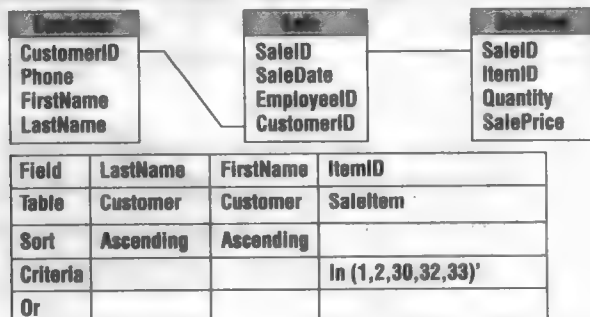 CustomerID
Phone
FirstName
LastName
SaleID
SaleDate
EmployeeID
CustomerID
SaleID
ItemID
Quantity
SalePrice
Field LastName FirstName ItemID
Table Customer Customer SaleItem
Sort Ascending Ascending
Criteria In (1,2,30,32,33)'
Or